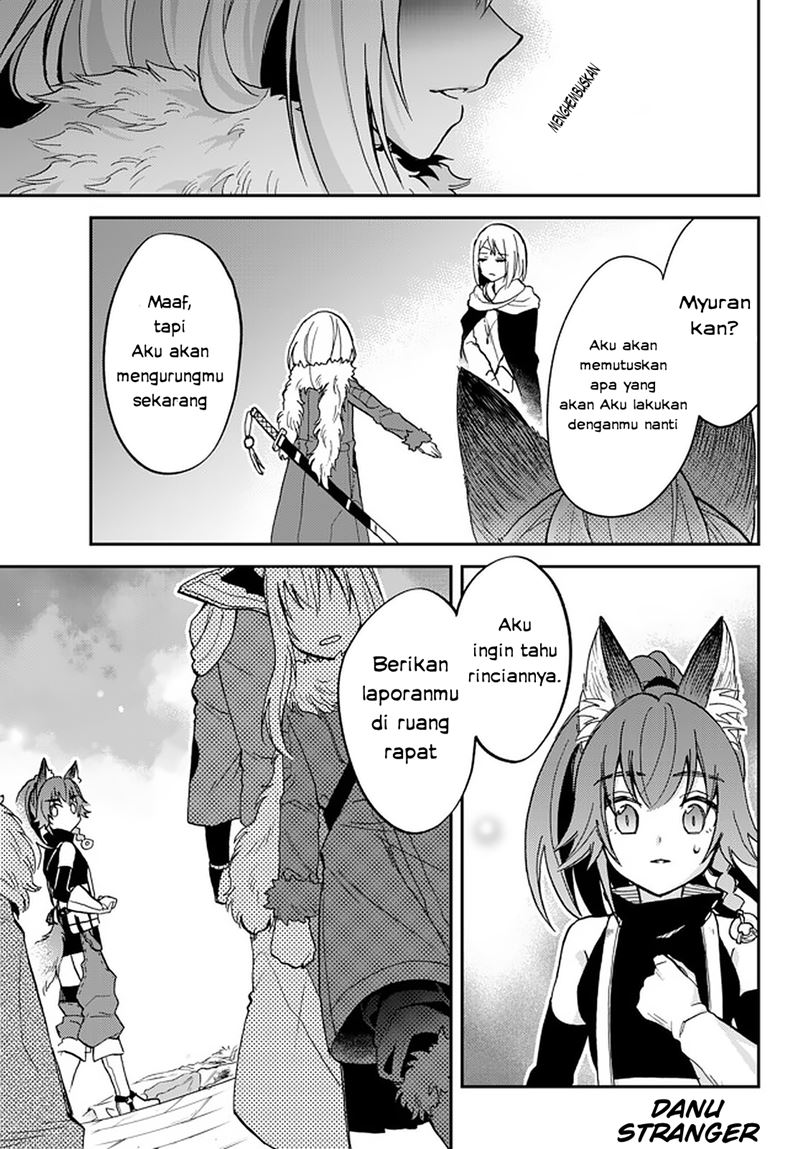 MENGHEMBUSKAN
Myuran
kan?
Aku akan
memutuskan
apa yang
akan Aku lakukan
denganmu nanti
Maaf,
tapi
Aku akan
mengurungmu
sekarang
Aku
ingin tahu
rinciannya.
Berikan
laporanmu
di ruang
rapat
DANU
STRANGER